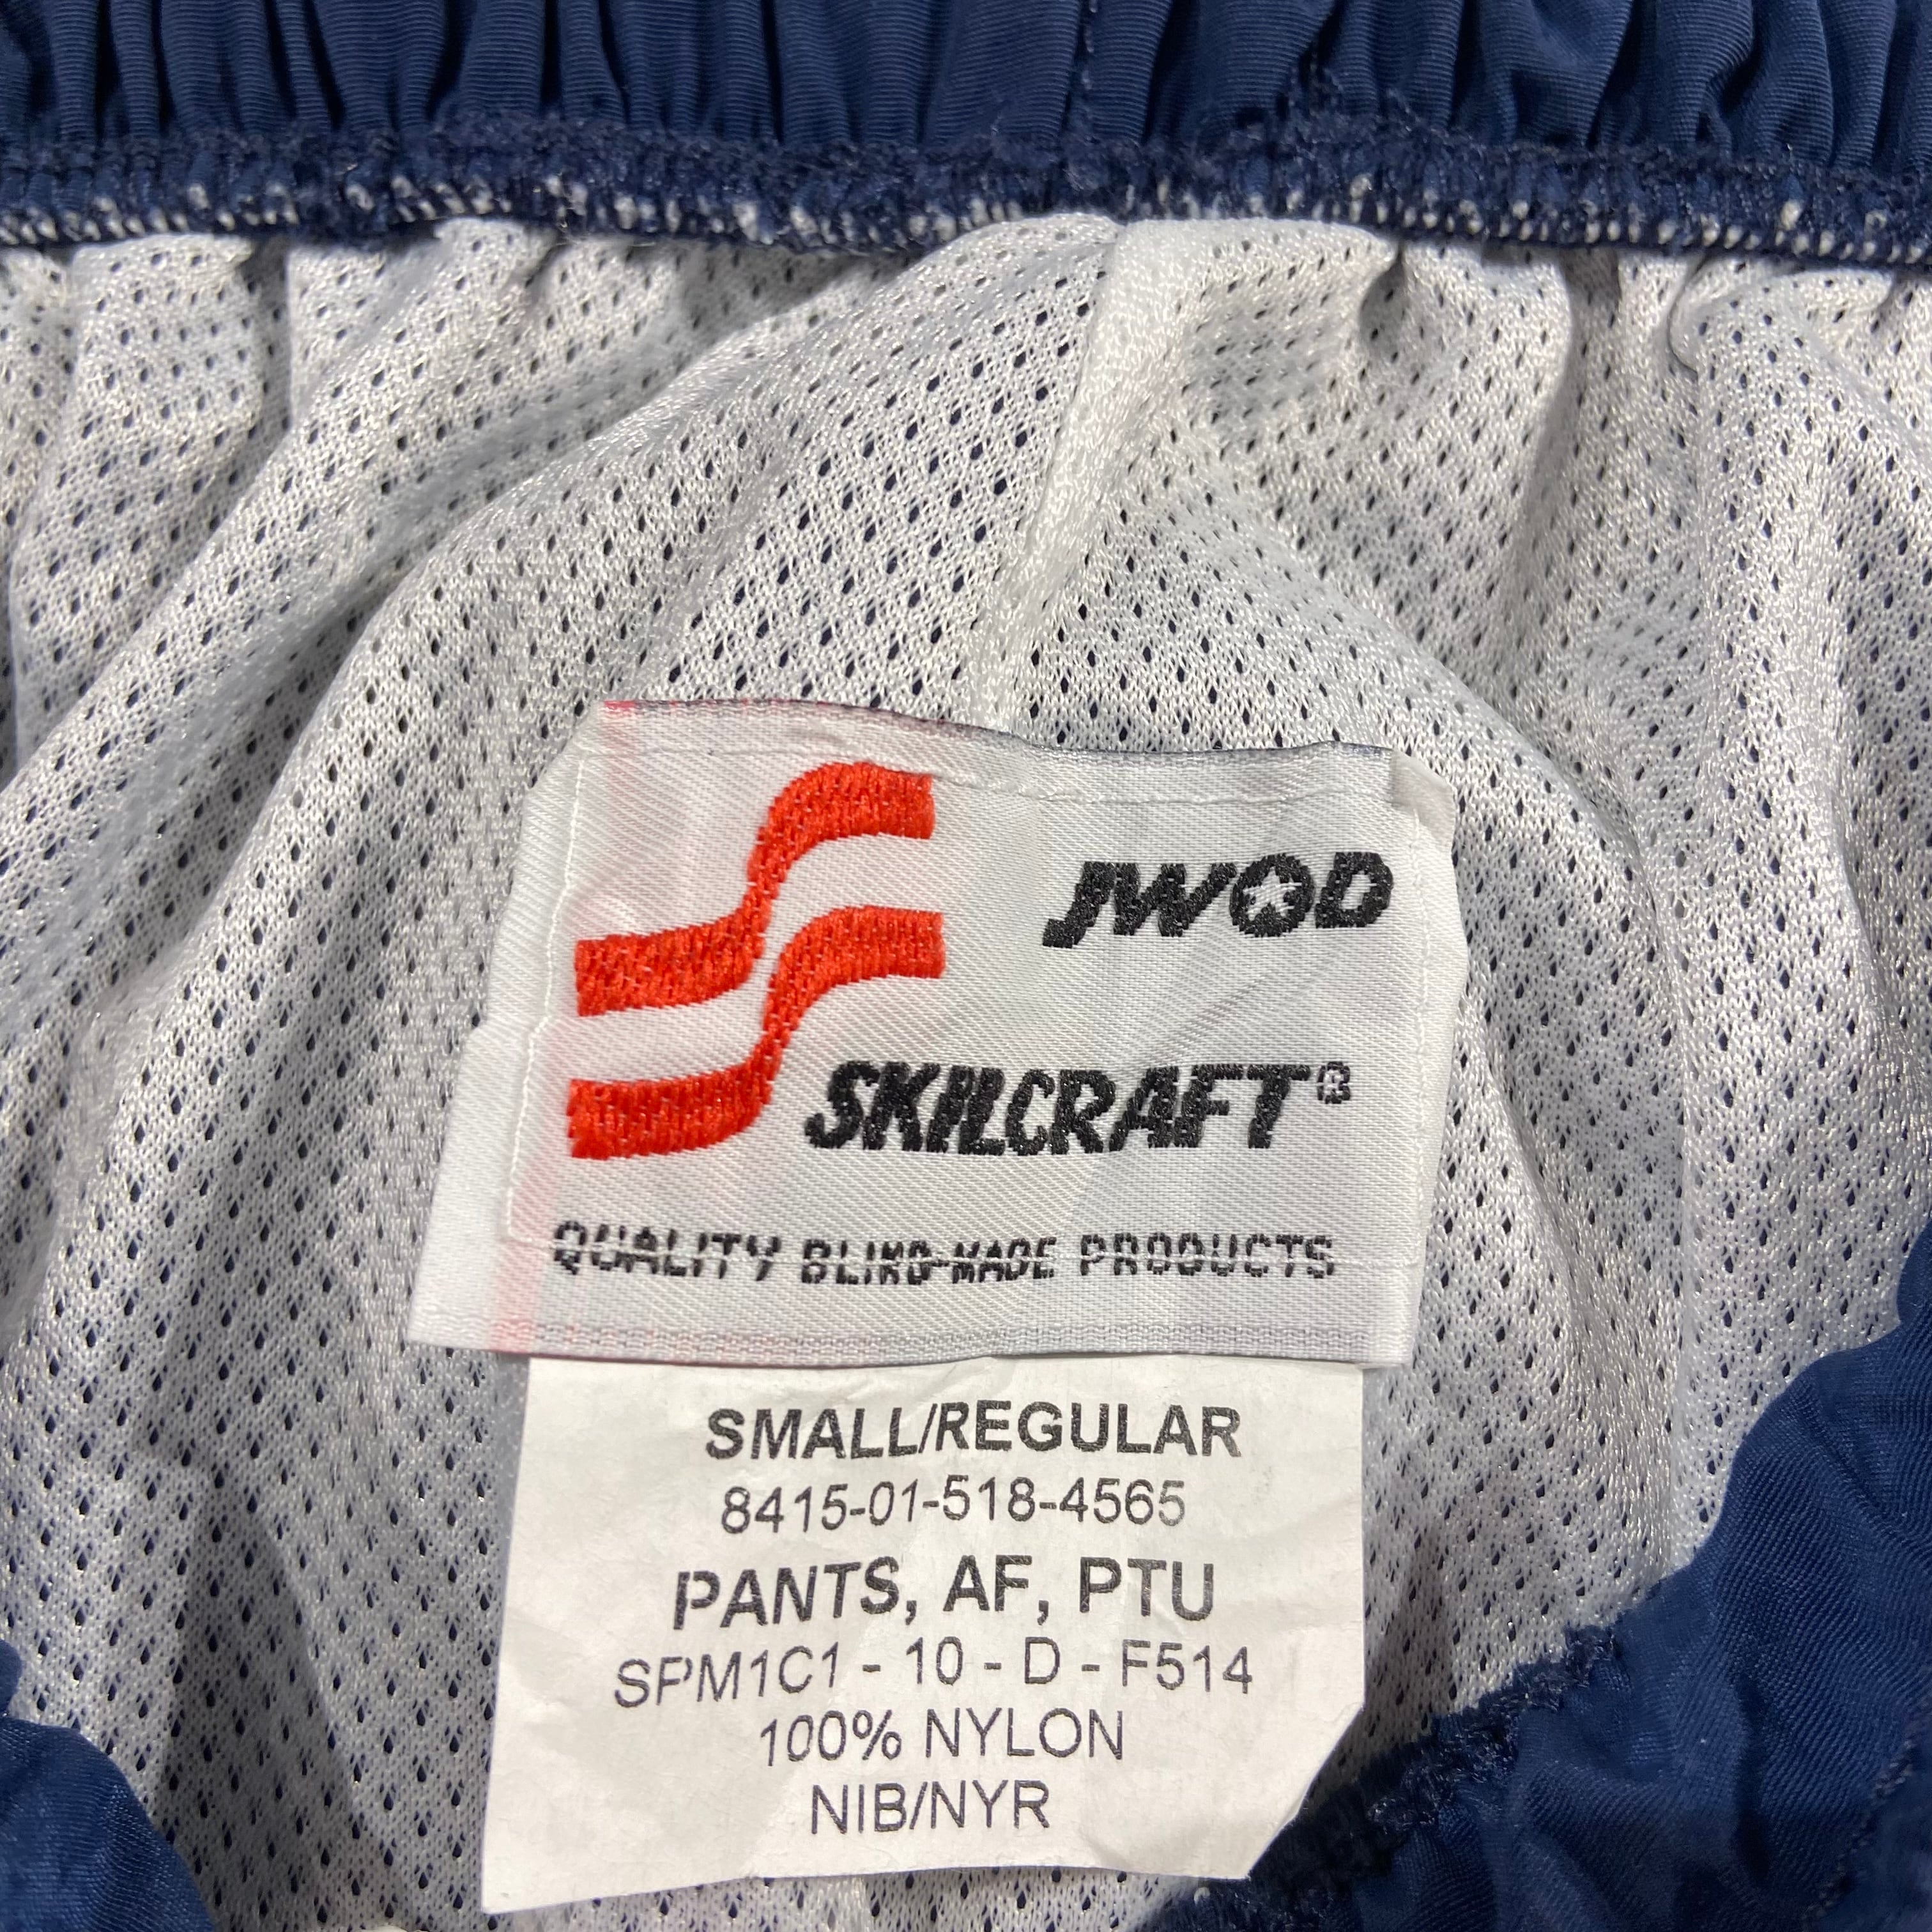 JWOD
SKILCRAFT®
QUALITY BLIND-MADE PRODUCTS
SMALL/REGULAR
8415-01-518-4565
PANTS, AF, PTU
SPM1C1 - 10 - D - F514
100% NYLON
NIB/NYR